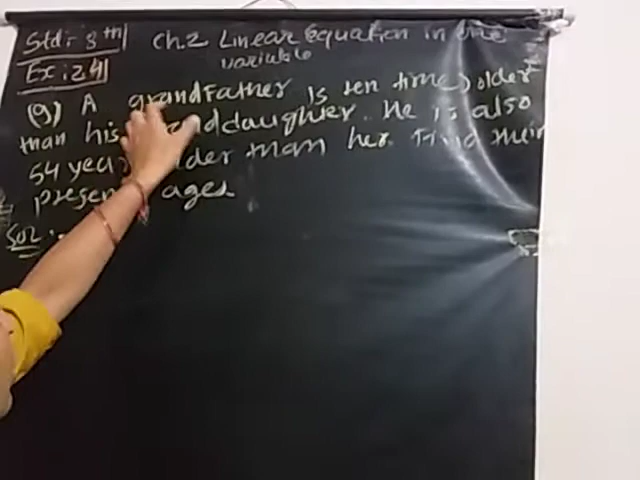 Std: 8th Ch.2 Linear Equation in one
variable
Ex: 2.4
(9) A grandFather is ten times older
than his granddaughter. He is also
54 years older than her. Find their
present ages
Sol:-